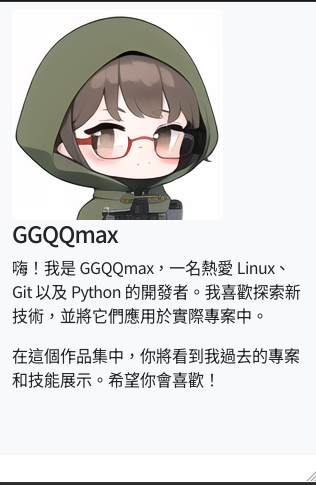 GGQQmax
嗨！我是 GGQQmax，一名熱愛 Linux、
Git 以及 Python 的開發者。我喜歡探索新
技術，並將它們應用於實際專案中。
在這個作品集中，你將看到我過去的專案
和技能展示。希望你會喜歡！